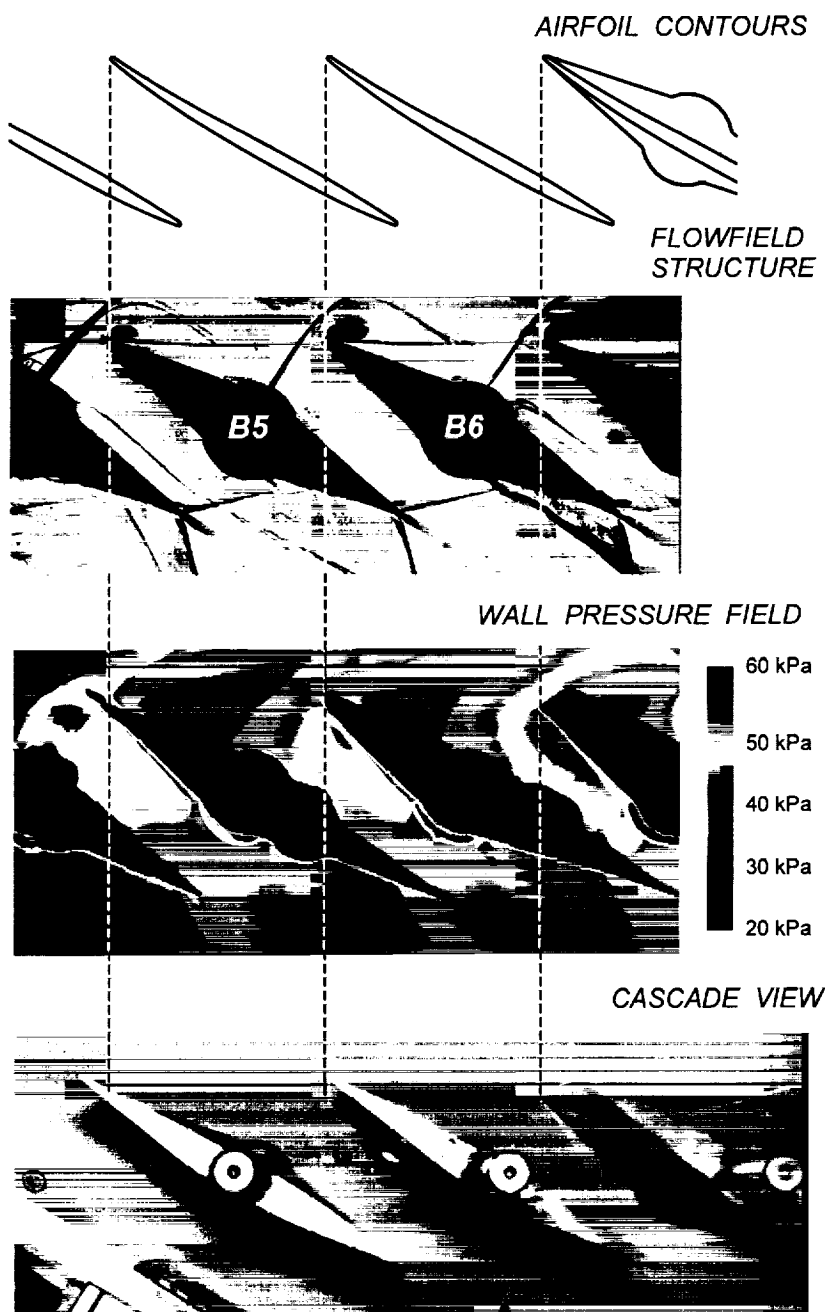 AIRFOIL CONTOURS
FLOWFIELD
STRUCTURE
B5
B6
WALL PRESSURE FIELD
60 kPa
50 kPa
40 kPa
30 kPa
20 kPa
CASCADE VIEW